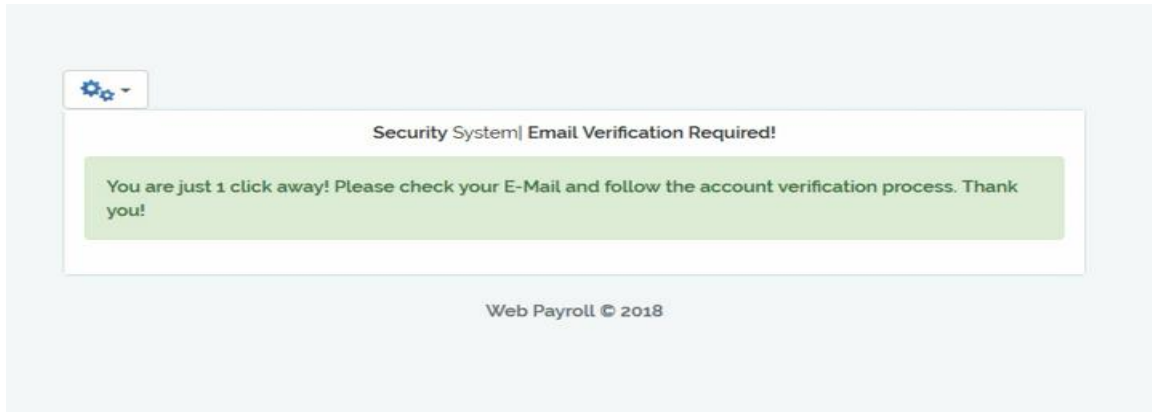 Security System| Email Verification Required!
You are just 1 click away! Please check your E-Mail and follow the account verification process. Thank
you!
Web Payroll © 2018